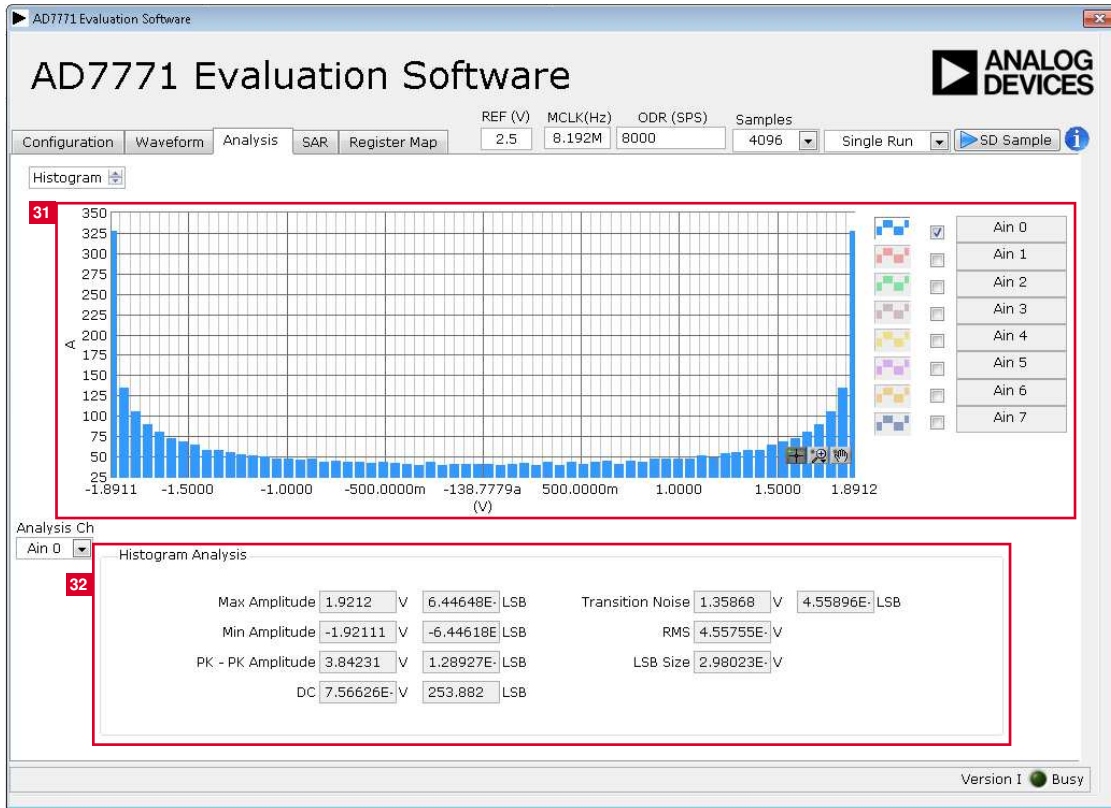 AD7771 Evaluation Software
AD7771 Evaluation Software
ANALOG
DEVICES
REF (V) MCLK(Hz) ODR (SPS) Samples
Configuration Waveform Analysis SAR Register Map 2.5 8.192M 8000 4096 Single Run SD Sample i
Histogram
31
350
325
300
275
250
225
200
175
150
125
100
75
50
25
A
-1.8911 -1.5000 -1.0000 -500.0000m -138.7779a 500.0000m 1.0000 1.5000 1.8912
(V)
Ain 0
Ain 1
Ain 2
Ain 3
Ain 4
Ain 5
Ain 6
Ain 7
Analysis Ch
Ain 0
32
Histogram Analysis
Max Amplitude 1.9212 V 6.44648E- LSB Transition Noise 1.35868 V 4.55896E- LSB
Min Amplitude -1.92111 V -6.44618E LSB RMS 4.55755E- V
PK - PK Amplitude 3.84231 V 1.28927E- LSB LSB Size 2.98023E- V
DC 7.56626E- V 253.882 LSB
Version I Busy